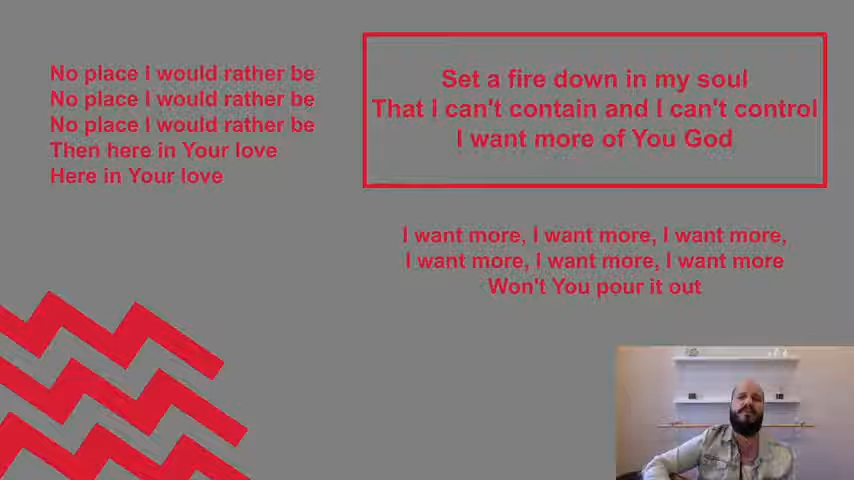 No place I would rather be
No place I would rather be
No place I would rather be
Then here in Your love
Here in Your love
Set a fire down in my soul
That I can't contain and I can't control
I want more of You God
I want more, I want more, I want more,
I want more, I want more, I want more
Won't You pour it out